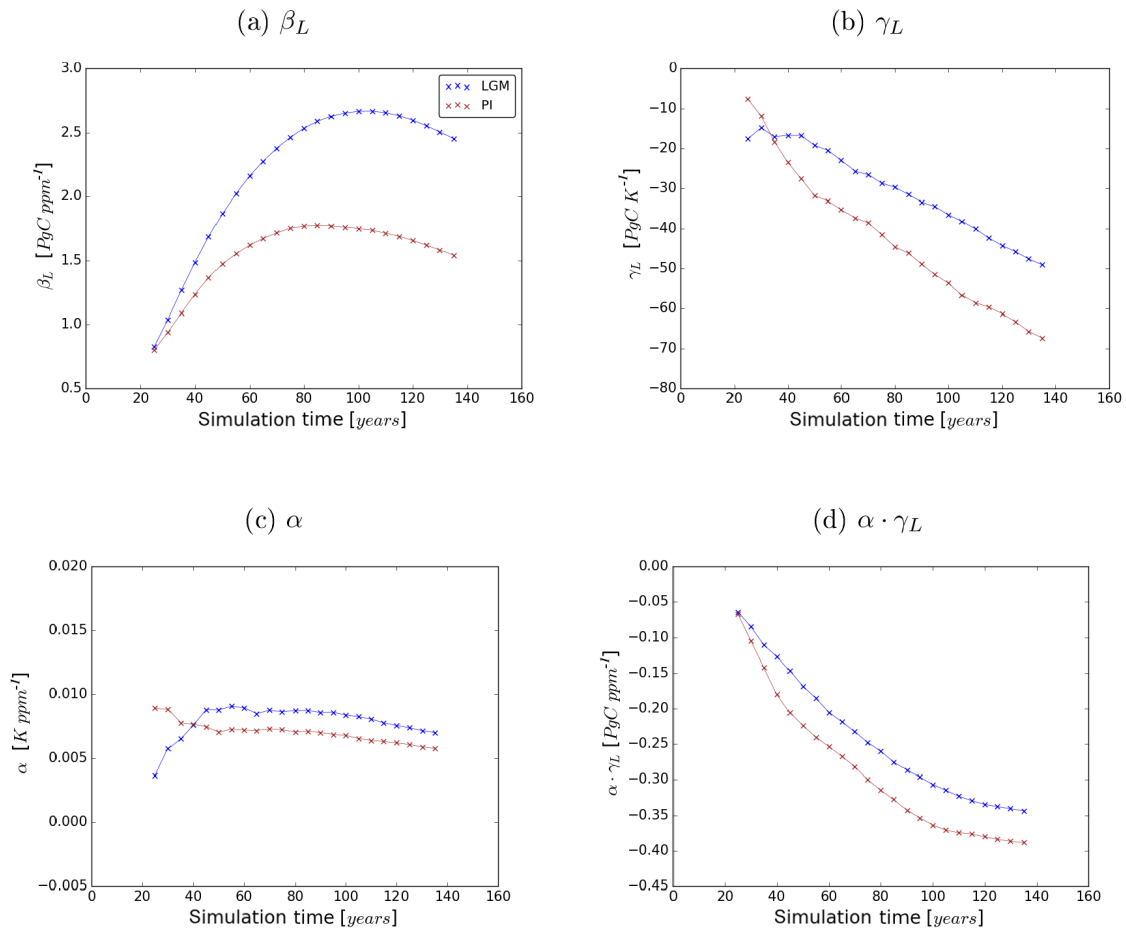 (a) β_L
(b) γ_L
3.0
2.5
2.0
1.5
1.0
0.5
β_L [PgC ppm⁻¹]
LGM
PI
0 20 40 60 80 100 120 140 160
Simulation time [years]
0
−10
−20
−30
−40
−50
−60
−70
−80
γ_L [PgC K⁻¹]
0 20 40 60 80 100 120 140 160
Simulation time [years]
(c) α
(d) α · γ_L
0.020
0.015
0.010
0.005
0.000
−0.005
α [K ppm⁻¹]
0 20 40 60 80 100 120 140 160
Simulation time [years]
0.00
−0.05
−0.10
−0.15
−0.20
−0.25
−0.30
−0.35
−0.40
−0.45
α · γ_L [PgC ppm⁻¹]
0 20 40 60 80 100 120 140 160
Simulation time [years]